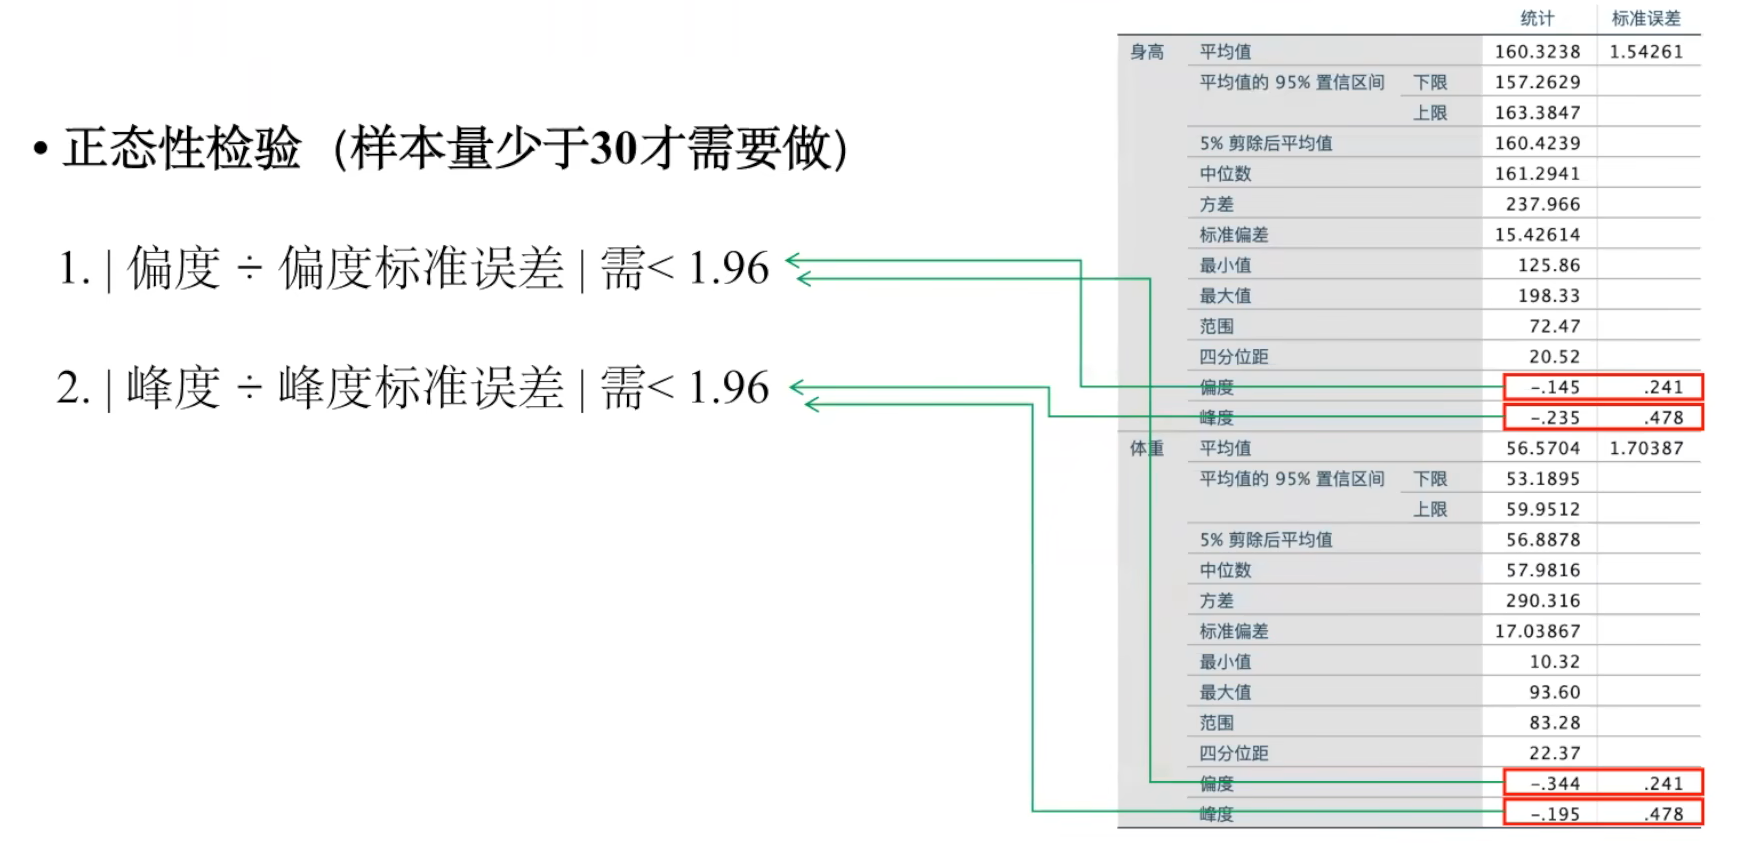 • 正态性检验（样本量少于30才需要做）
1. | 偏度 ÷ 偏度标准误差 | 需< 1.96
2. | 峰度 ÷ 峰度标准误差 | 需< 1.96
统计 标准误差
身高 平均值 160.3238 1.54261
平均值的 95% 置信区间 下限 157.2629
上限 163.3847
5% 剪除后平均值 160.4239
中位数 161.2941
方差 237.966
标准偏差 15.42614
最小值 125.86
最大值 198.33
范围 72.47
四分位距 20.52
偏度 -.145 .241
峰度 -.235 .478
体重 平均值 56.5704 1.70387
平均值的 95% 置信区间 下限 53.1895
上限 59.9512
5% 剪除后平均值 56.8878
中位数 57.9816
方差 290.316
标准偏差 17.03867
最小值 10.32
最大值 93.60
范围 83.28
四分位距 22.37
偏度 -.344 .241
峰度 -.195 .478